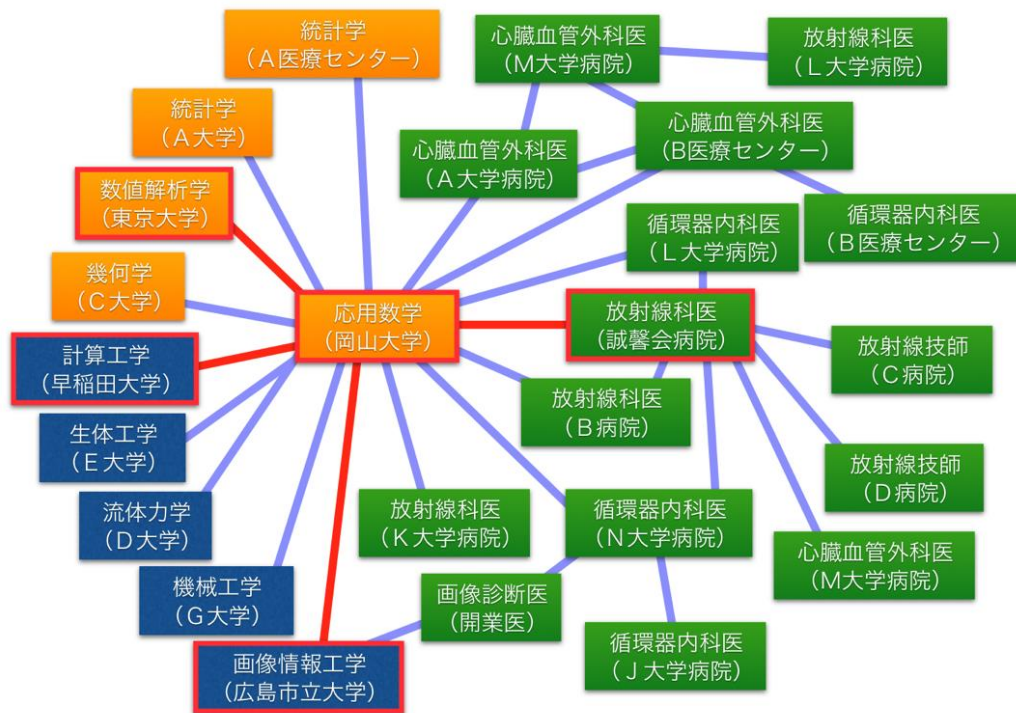 統計学
(A医療センター)
心臓血管外科医
(M大学病院)
放射線科医
(L大学病院)
統計学
(A大学)
心臓血管外科医
(A大学病院)
心臓血管外科医
(B医療センター)
数値解析学
(東京大学)
循環器内科医
(L大学病院)
循環器内科医
(B医療センター)
幾何学
(C大学)
応用数学
(岡山大学)
放射線科医
(誠馨会病院)
放射線技師
(C病院)
計算工学
(早稲田大学)
放射線科医
(B病院)
生体工学
(E大学)
放射線技師
(D病院)
流体力学
(D大学)
放射線科医
(K大学病院)
循環器内科医
(N大学病院)
心臓血管外科医
(M大学病院)
機械工学
(G大学)
画像診断医
(開業医)
循環器内科医
(J大学病院)
画像情報工学
(広島市立大学)